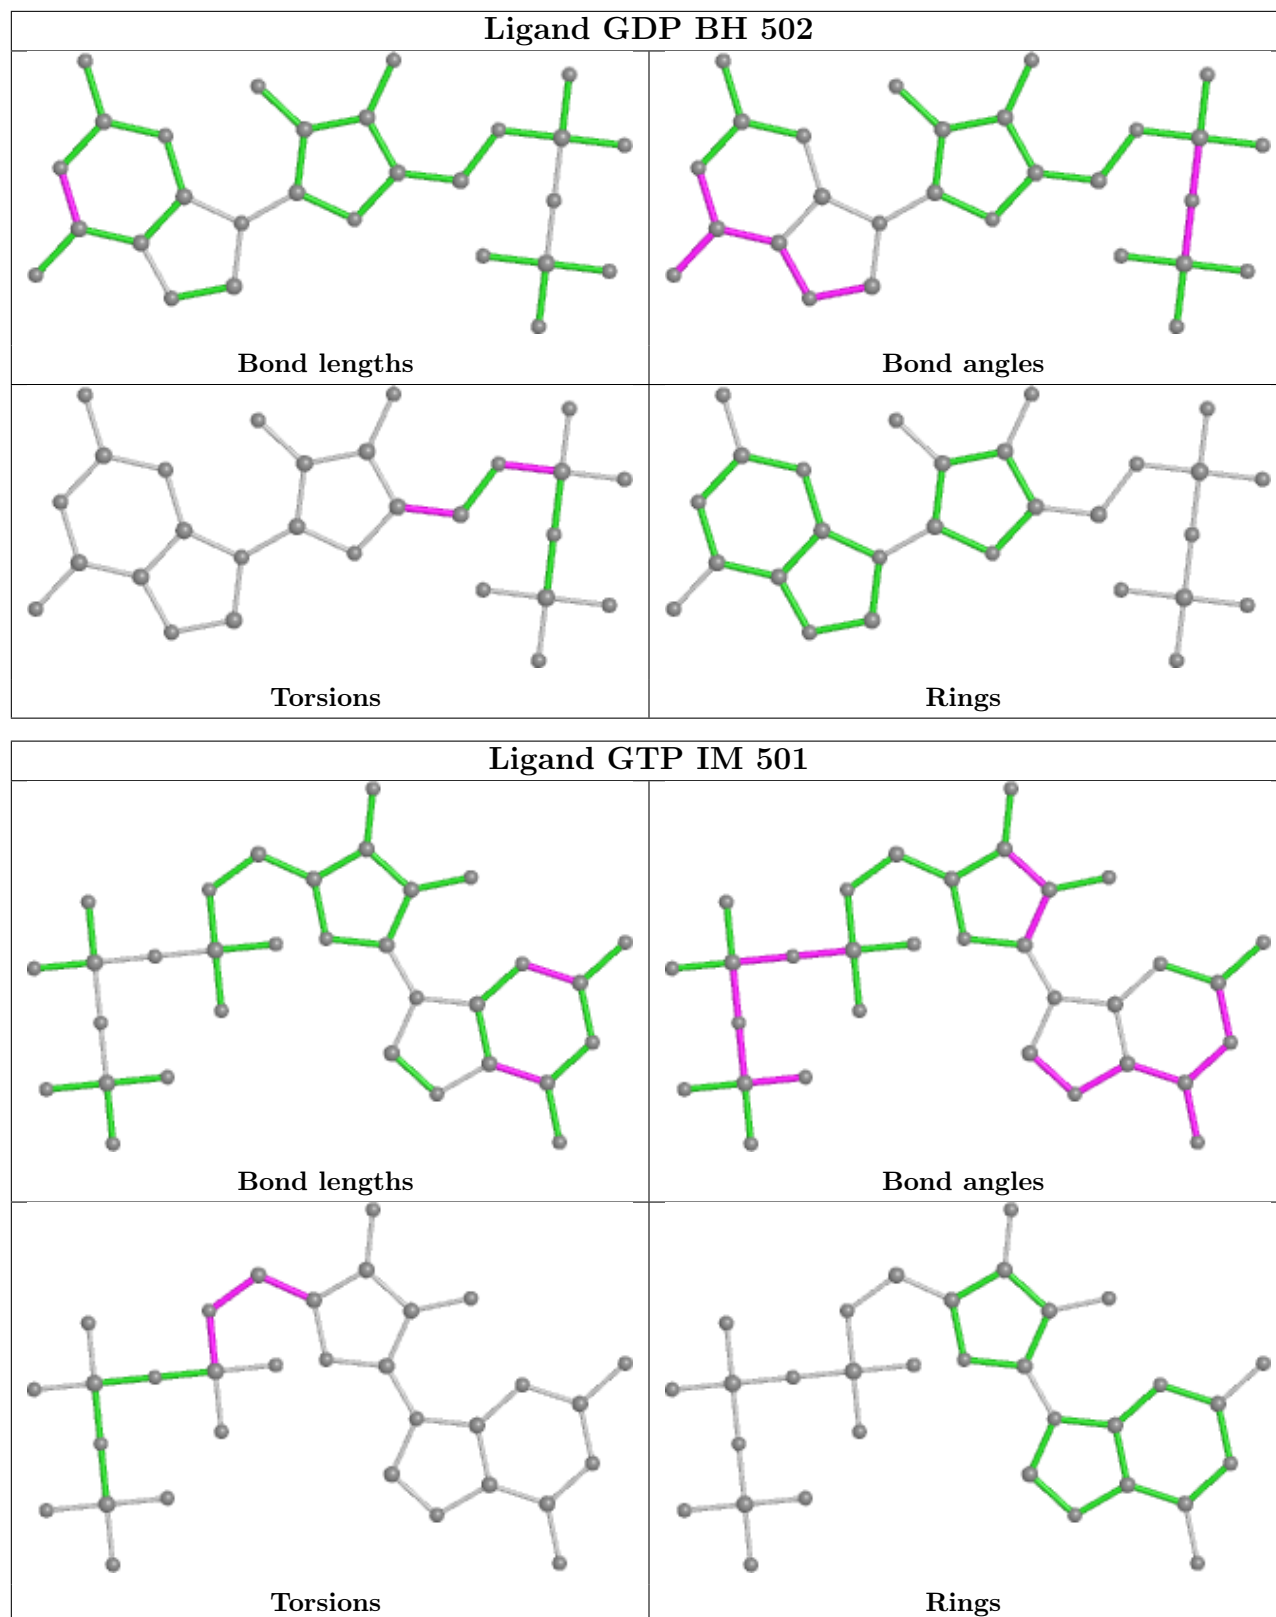 Ligand GDP BH 502
Bond lengths
Bond angles
Torsions
Rings
Ligand GTP IM 501
Bond lengths
Bond angles
Torsions
Rings